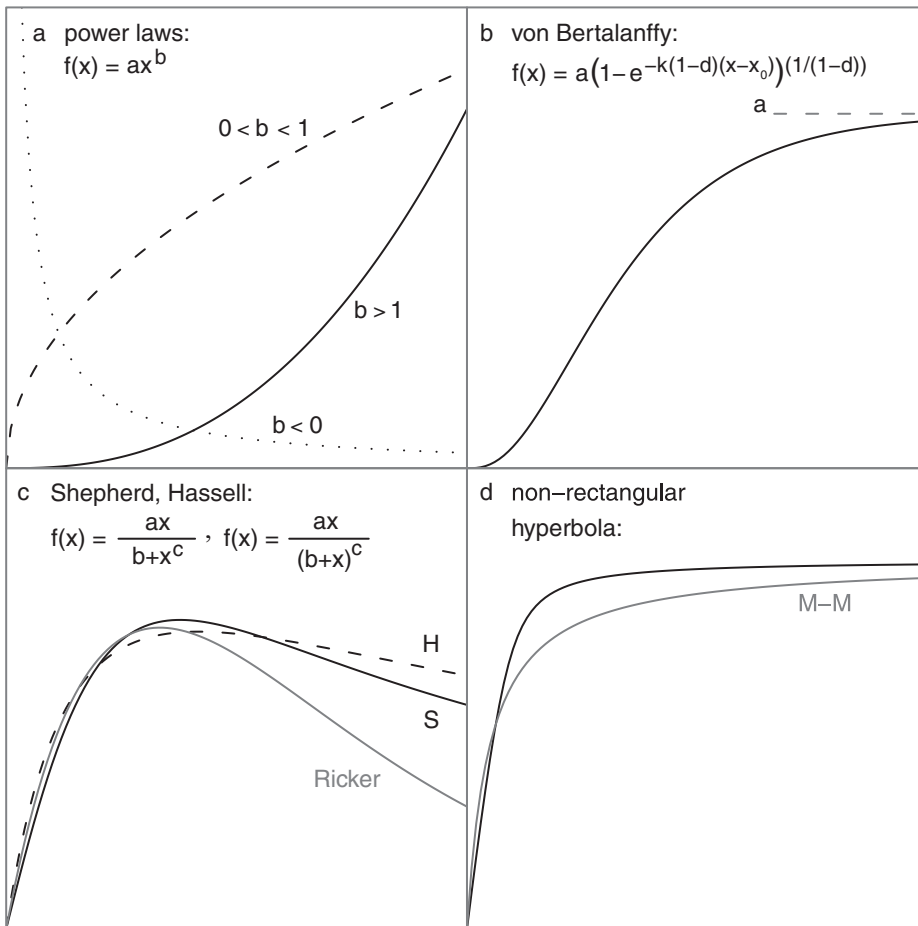 a power laws:
f(x) = ax^b
0 < b < 1
b > 1
b < 0
b von Bertalanffy:
f(x) = a(1−e^−k(1−d)(x−x₀))^(1/(1−d))
a
c Shepherd, Hassell:
f(x) = ax/(b+x^c) , f(x) = ax/(b+x)^c
H
S
Ricker
d non−rectangular
hyperbola:
M−M